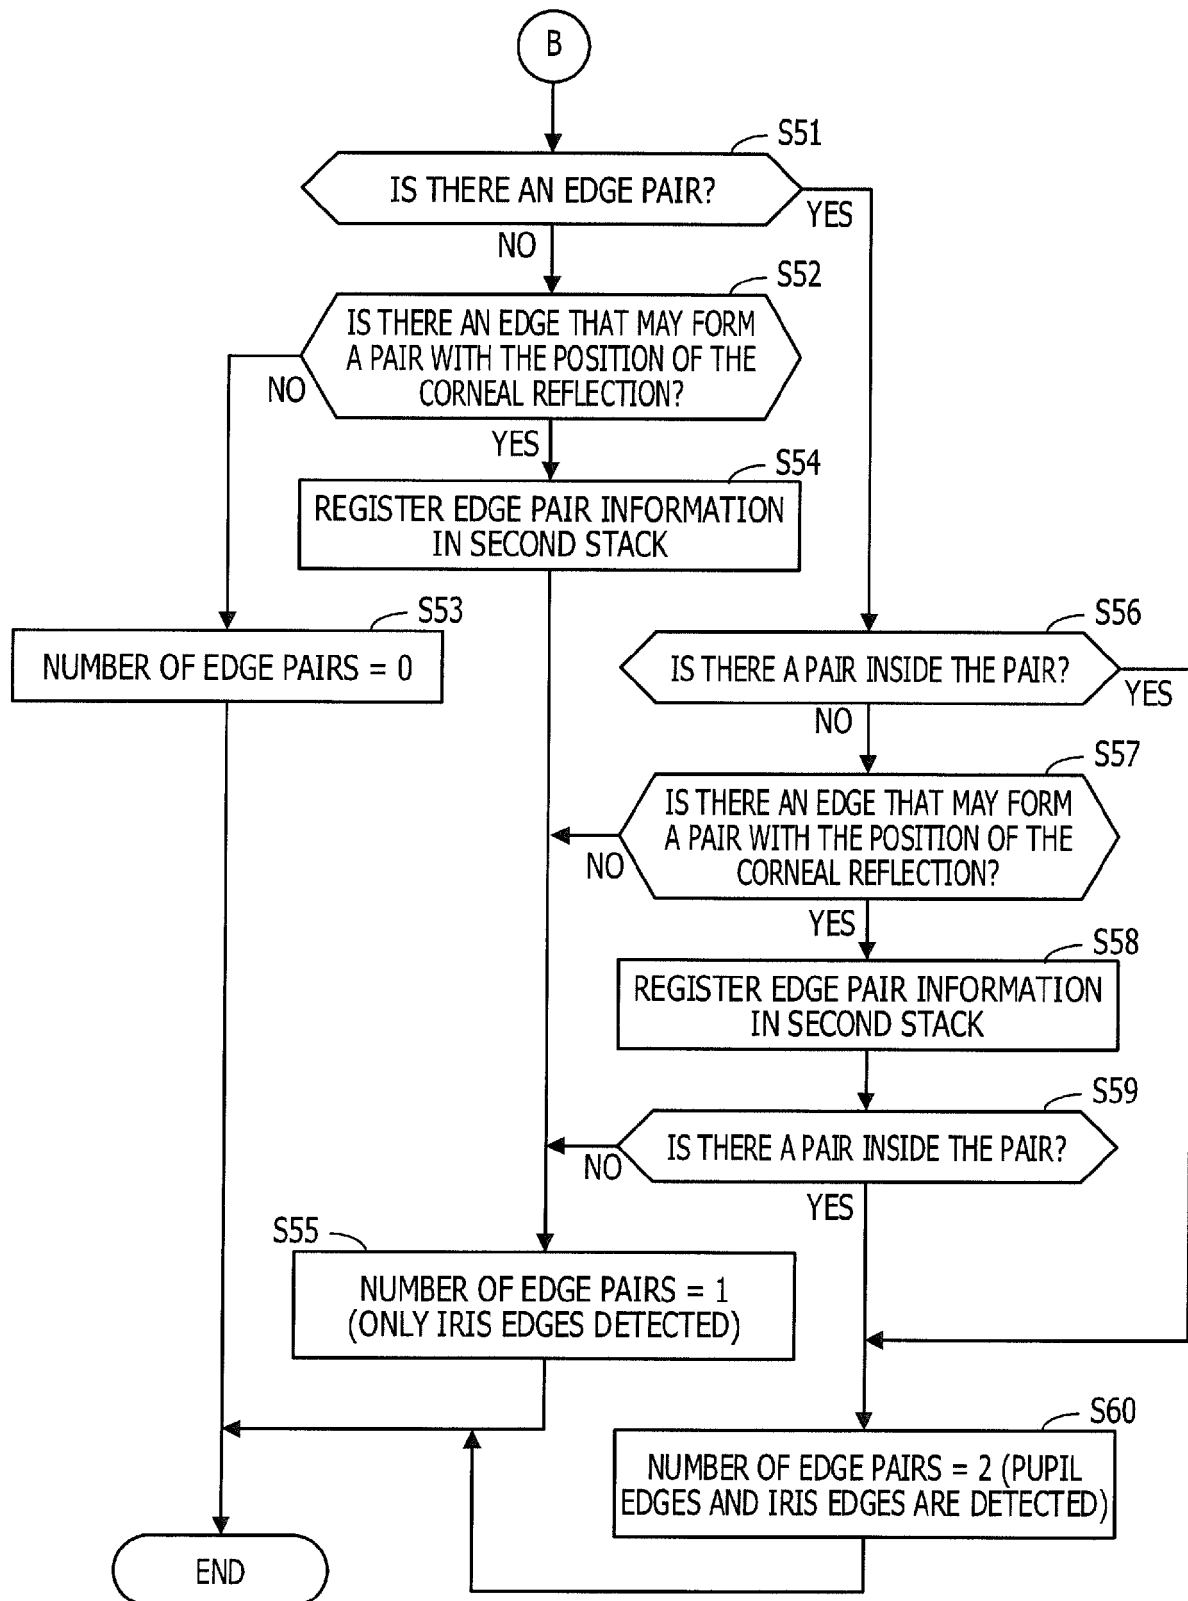 B
S51
IS THERE AN EDGE PAIR?
YES
NO
S52
IS THERE AN EDGE THAT MAY FORM
A PAIR WITH THE POSITION OF THE
CORNEAL REFLECTION?
NO
YES
S54
REGISTER EDGE PAIR INFORMATION
IN SECOND STACK
S53
NUMBER OF EDGE PAIRS = 0
S56
IS THERE A PAIR INSIDE THE PAIR?
YES
NO
S57
IS THERE AN EDGE THAT MAY FORM
A PAIR WITH THE POSITION OF THE
CORNEAL REFLECTION?
NO
YES
S58
REGISTER EDGE PAIR INFORMATION
IN SECOND STACK
S59
IS THERE A PAIR INSIDE THE PAIR?
NO
YES
S55
NUMBER OF EDGE PAIRS = 1
(ONLY IRIS EDGES DETECTED)
S60
NUMBER OF EDGE PAIRS = 2 (PUPIL
EDGES AND IRIS EDGES ARE DETECTED)
END